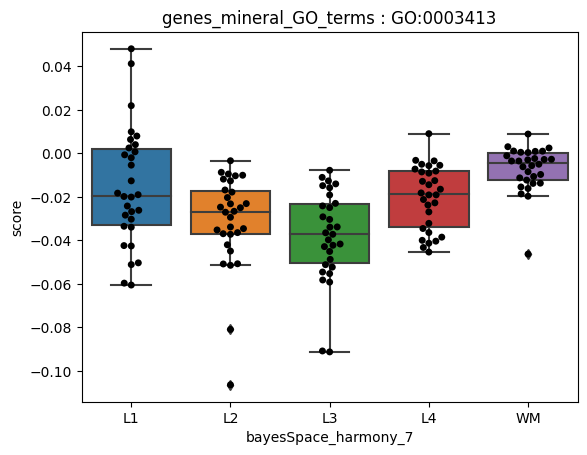 genes_mineral_GO_terms : GO:0003413
0.04
0.02
0.00
−0.02
−0.04
−0.06
−0.08
−0.10
score
L1 L2 L3 L4 WM
bayesSpace_harmony_7